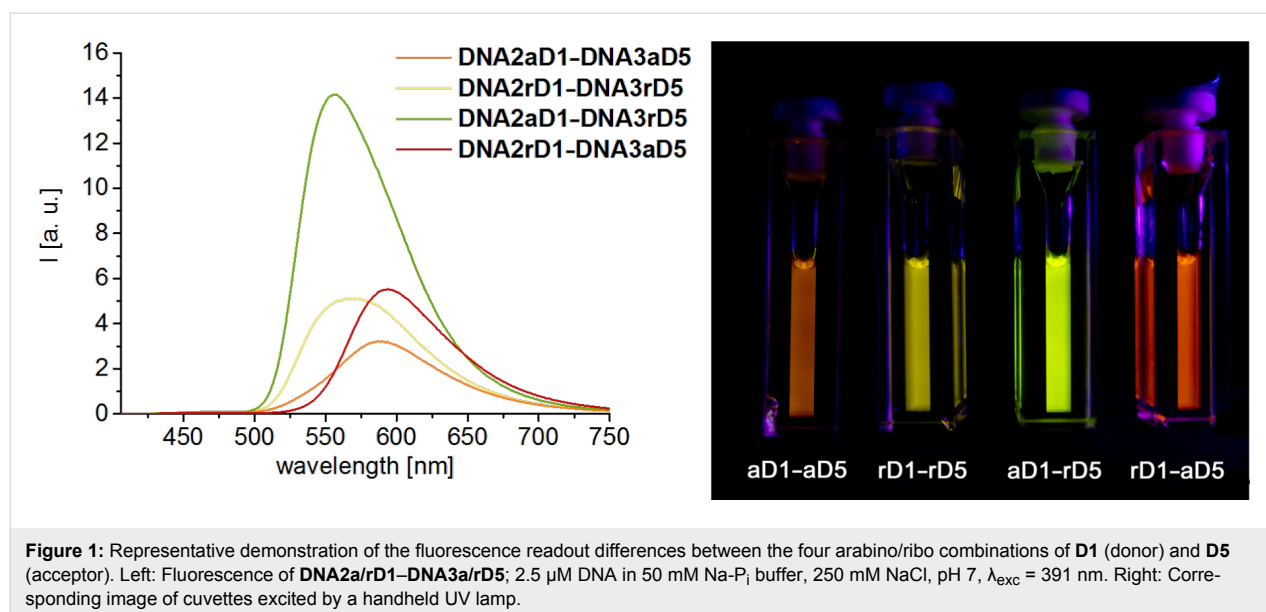 16
14
12
10
8
6
4
2
0
I [a. u.]
DNA2aD1–DNA3aD5
DNA2rD1–DNA3rD5
DNA2aD1–DNA3rD5
DNA2rD1–DNA3aD5
450 500 550 600 650 700 750
wavelength [nm]
aD1–aD5 rD1–rD5 aD1–rD5 rD1–aD5
Figure 1: Representative demonstration of the fluorescence readout differences between the four arabino/ribo combinations of D1 (donor) and D5
(acceptor). Left: Fluorescence of DNA2a/rD1–DNA3a/rD5; 2.5 µM DNA in 50 mM Na-Pi buffer, 250 mM NaCl, pH 7, λexc = 391 nm. Right: Corre-
sponding image of cuvettes excited by a handheld UV lamp.